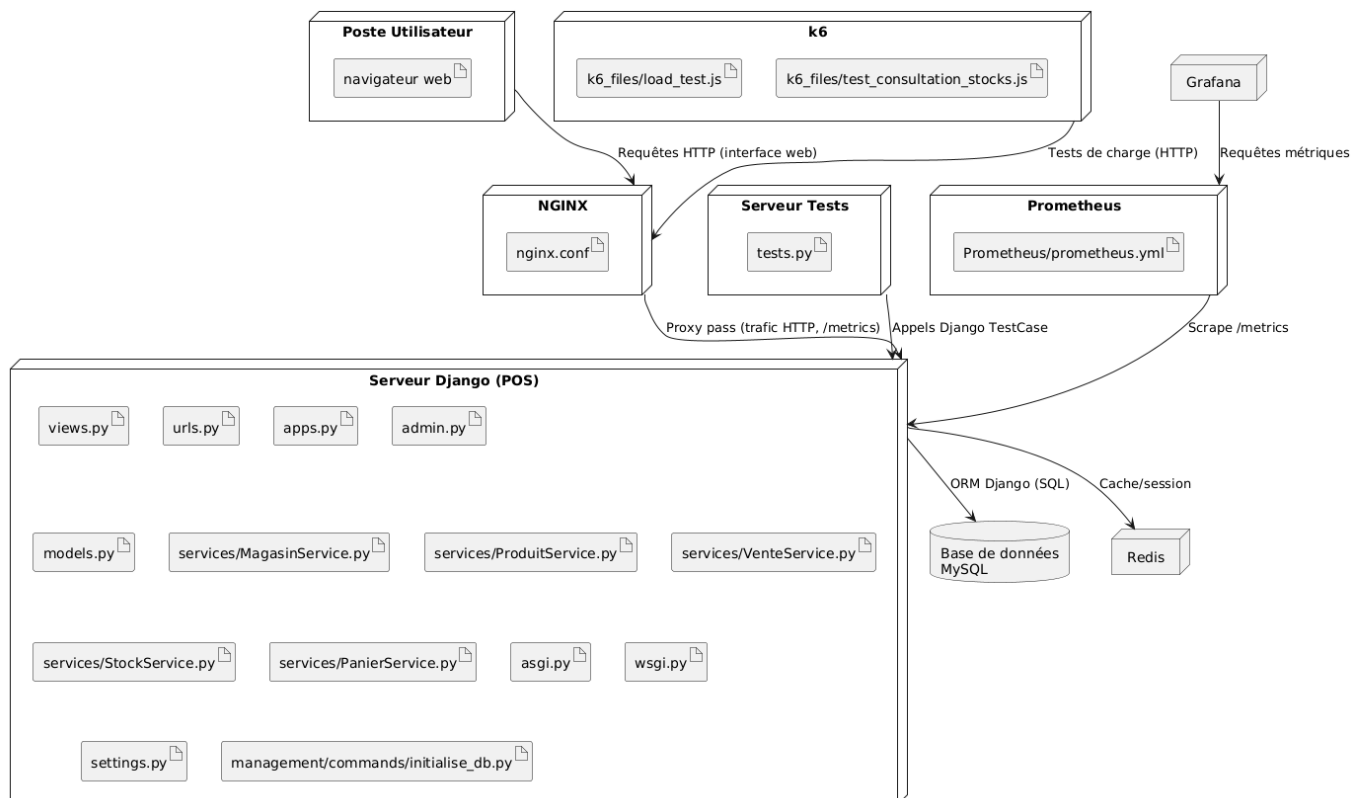 Poste Utilisateur
navigateur web
k6
k6_files/load_test.js
k6_files/test_consultation_stocks.js
Grafana
Requêtes HTTP (interface web)
Tests de charge (HTTP)
Requêtes métriques
NGINX
nginx.conf
Serveur Tests
tests.py
Prometheus
Prometheus/prometheus.yml
Proxy pass (trafic HTTP, /metrics)
Appels Django TestCase
Scrape /metrics
Serveur Django (POS)
views.py
urls.py
apps.py
admin.py
models.py
services/MagasinService.py
services/ProduitService.py
services/VenteService.py
services/StockService.py
services/PanierService.py
asgi.py
wsgi.py
settings.py
management/commands/initialise_db.py
ORM Django (SQL)
Cache/session
Base de données
MySQL
Redis